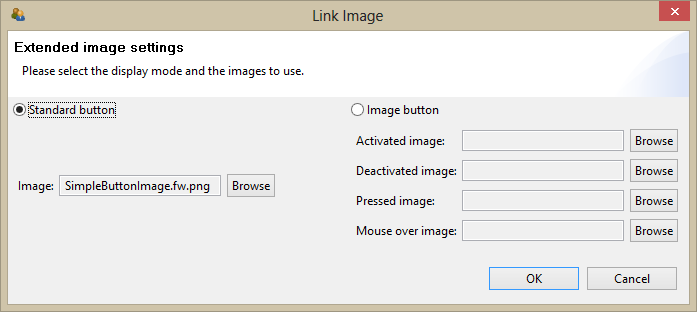 Link Image
Extended image settings
Please select the display mode and the images to use.
Standard button
Image: SimpleButtonImage.fw.png Browse
Image button
Activated image: Browse
Deactivated image: Browse
Pressed image: Browse
Mouse over image: Browse
OK Cancel